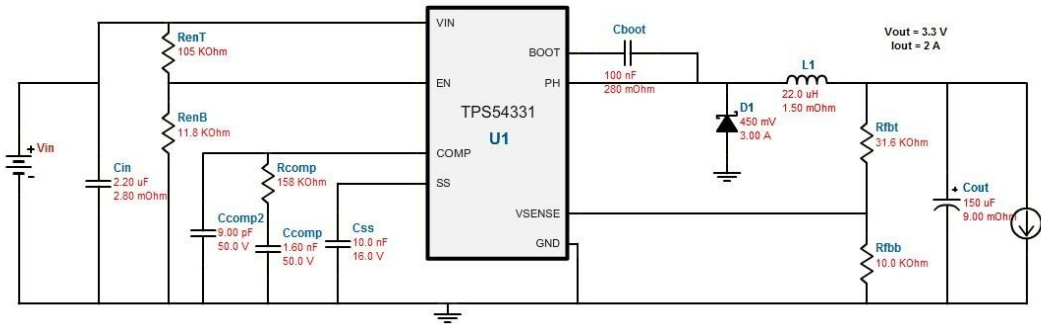 VIN
RenT
105 KOhm
Cboot
Vout = 3.3 V
Iout = 2 A
BOOT
100 nF
280 mOhm
L1
22.0 uH
1.50 mOhm
EN
PH
TPS54331
U1
D1
450 mV
3.00 A
RenB
11.8 KOhm
Rfbt
31.6 KOhm
+ Vin
-
Cin
2.20 uF
2.80 mOhm
COMP
Rcomp
158 KOhm
SS
Ccomp2
9.00 pF
50.0 V
Ccomp
1.60 nF
50.0 V
Css
10.0 nF
16.0 V
VSENSE
GND
+ Cout
150 uF
9.00 mOhm
Rfbb
10.0 KOhm